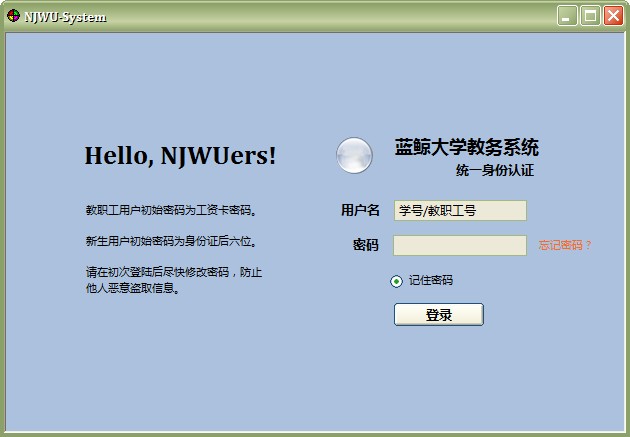 NJWU-System
Hello, NJWUers!
教职工用户初始密码为工资卡密码。
新生用户初始密码为身份证后六位。
请在初次登陆后尽快修改密码，防止
他人恶意盗取信息。
蓝鲸大学教务系统
统一身份认证
用户名 学号/教职工号
密码 忘记密码？
记住密码
登录